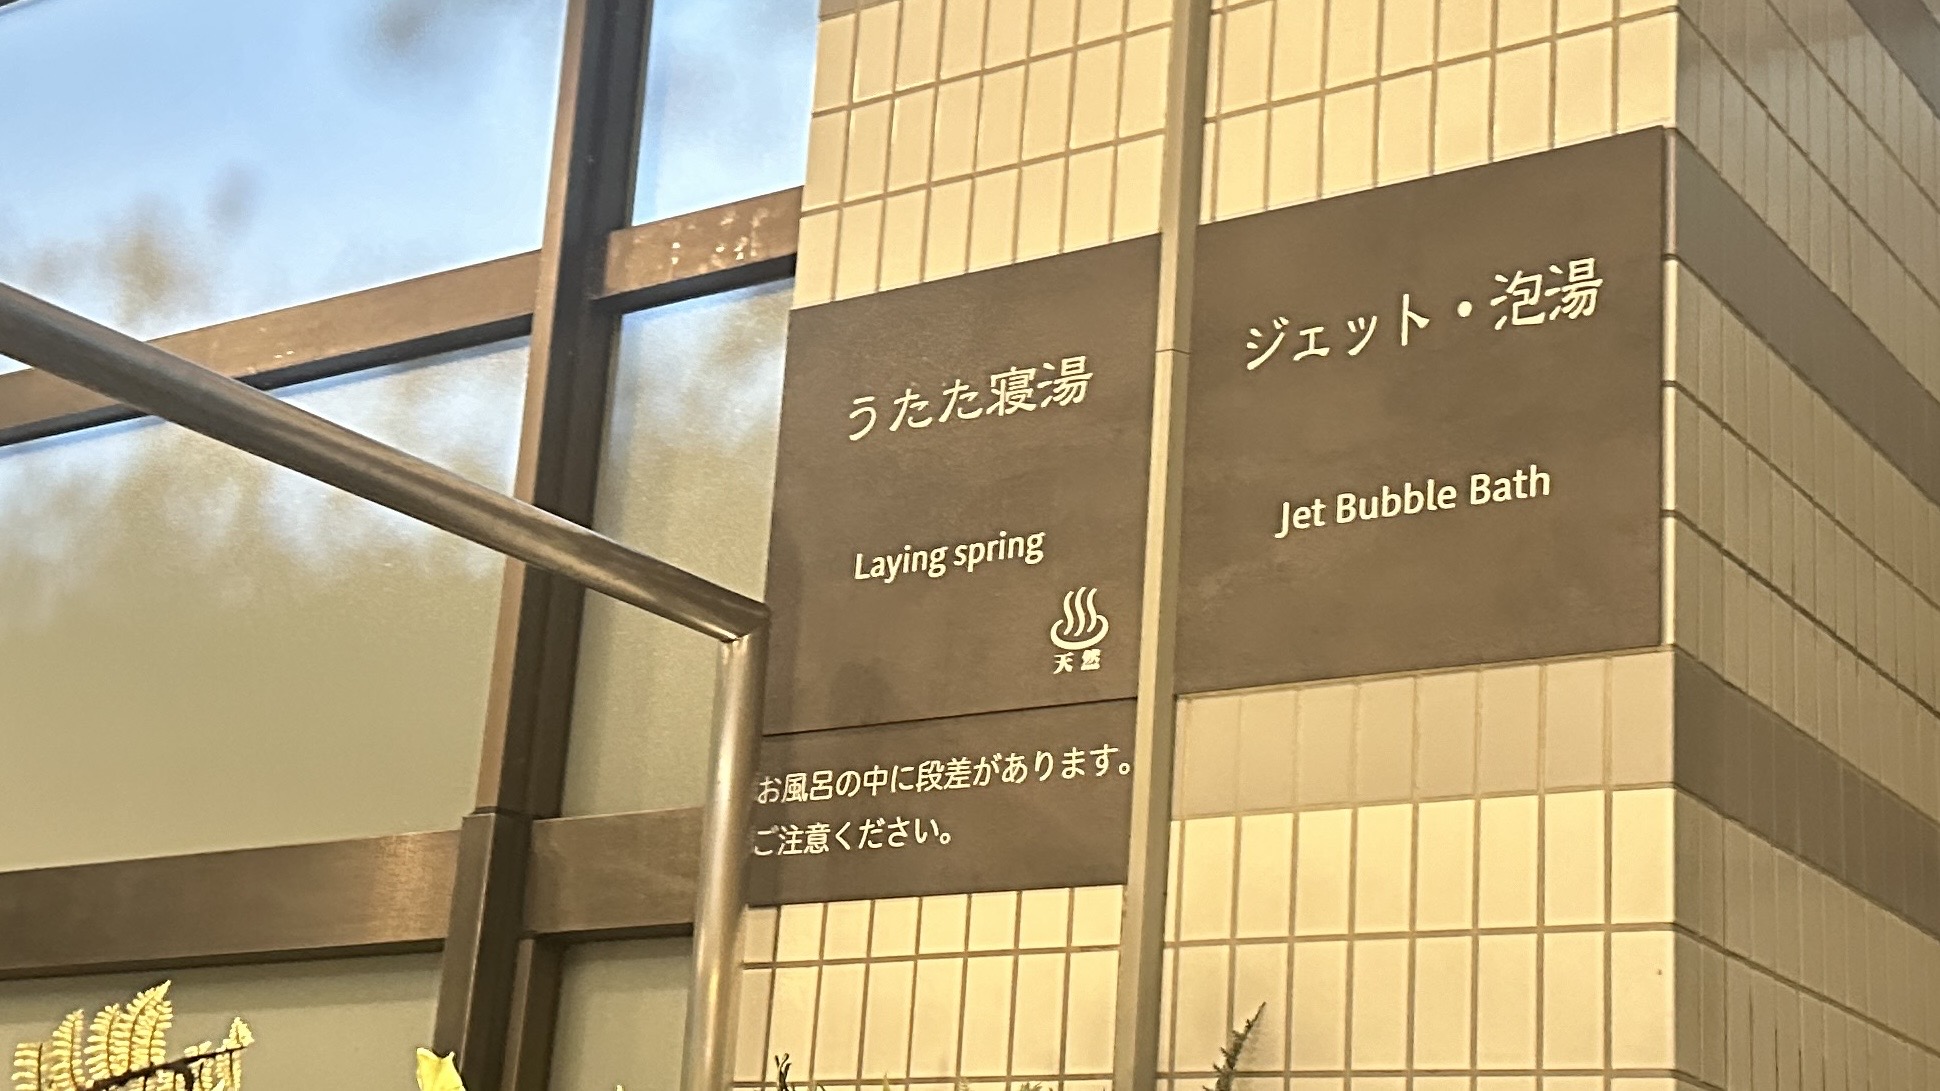 うたた寝湯
Laying spring
天然
お風呂の中に段差があります。
ご注意ください。
ジェット・泡湯
Jet Bubble Bath